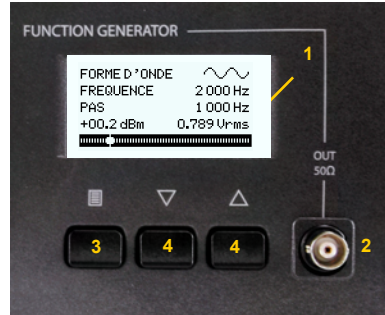 FUNCTION GENERATOR
1
FORME D'ONDE
FREQUENCE 2 000 Hz
PAS 1 000 Hz
+00.2 dBm 0.789 Vrms
OUT
50Ω
3
4
4
2